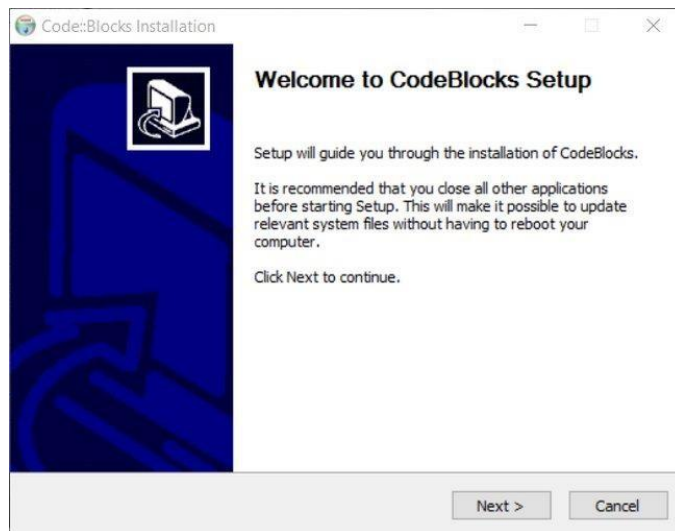 Code::Blocks Installation
Welcome to CodeBlocks Setup
Setup will guide you through the installation of CodeBlocks.
It is recommended that you close all other applications
before starting Setup. This will make it possible to update
relevant system files without having to reboot your
computer.
Click Next to continue.
Next >
Cancel